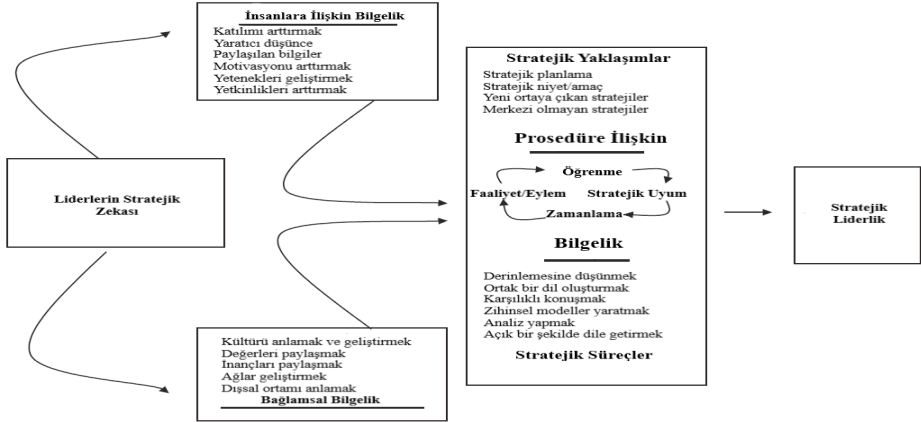 İnsanlara İlişkin Bilgelik
Katılımı arttırmak
Yaratıcı düşünce
Paylaşılan bilgiler
Motivasyonu arttırmak
Yetenekleri geliştirmek
Yetkinlikleri arttırmak
Liderlerin Stratejik
Zekası
Kültürü anlamak ve geliştirmek
Değerleri paylaşmak
İnançları paylaşmak
Ağlar geliştirmek
Dışsal ortamı anlamak
Bağlamsal Bilgelik
Stratejik Yaklaşımlar
Stratejik planlama
Stratejik niyet/amaç
Yeni ortaya çıkan stratejiler
Merkezi olmayan stratejiler
Prosedüre İlişkin
Öğrenme
Faaliyet/Eylem Stratejik Uyum
Zamanlama
Bilgelik
Derinlemesine düşünmek
Ortak bir dil oluşturmak
Karşılıklı konuşmak
Zihinsel modeller yaratmak
Analiz yapmak
Açık bir şekilde dile getirmek
Stratejik Süreçler
Stratejik
Liderlik